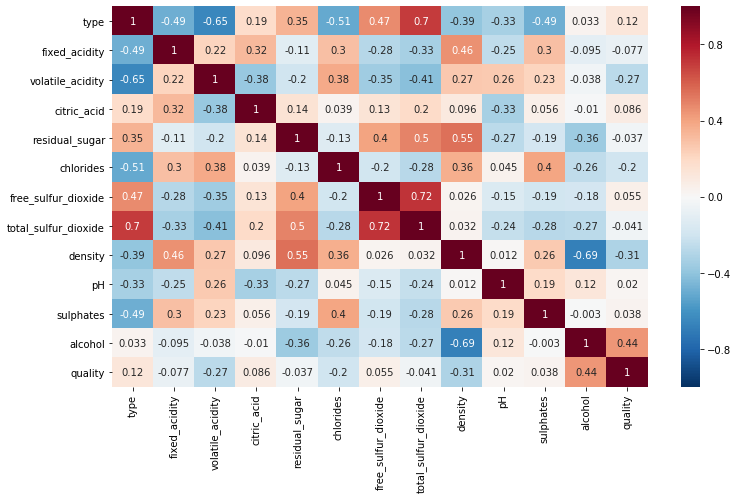 type 1 -0.49 -0.65 0.19 0.35 -0.51 0.47 0.7 -0.39 -0.33 -0.49 0.033 0.12
fixed_acidity -0.49 1 0.22 0.32 -0.11 0.3 -0.28 -0.33 0.46 -0.25 0.3 -0.095 -0.077
volatile_acidity -0.65 0.22 1 -0.38 -0.2 0.38 -0.35 -0.41 0.27 0.26 0.23 -0.038 -0.27
citric_acid 0.19 0.32 -0.38 1 0.14 0.039 0.13 0.2 0.096 -0.33 0.056 -0.01 0.086
residual_sugar 0.35 -0.11 -0.2 0.14 1 -0.13 0.4 0.5 0.55 -0.27 -0.19 -0.36 -0.037
chlorides -0.51 0.3 0.38 0.039 -0.13 1 -0.2 -0.28 0.36 0.045 0.4 -0.26 -0.2
free_sulfur_dioxide 0.47 -0.28 -0.35 0.13 0.4 -0.2 1 0.72 0.026 -0.15 -0.19 -0.18 0.055
total_sulfur_dioxide 0.7 -0.33 -0.41 0.2 0.5 -0.28 0.72 1 0.032 -0.24 -0.28 -0.27 -0.041
density -0.39 0.46 0.27 0.096 0.55 0.36 0.026 0.032 1 0.012 0.26 -0.69 -0.31
pH -0.33 -0.25 0.26 -0.33 -0.27 0.045 -0.15 -0.24 0.012 1 0.19 0.12 0.02
sulphates -0.49 0.3 0.23 0.056 -0.19 0.4 -0.19 -0.28 0.26 0.19 1 -0.003 0.038
alcohol 0.033 -0.095 -0.038 -0.01 -0.36 -0.26 -0.18 -0.27 -0.69 0.12 -0.003 1 0.44
quality 0.12 -0.077 -0.27 0.086 -0.037 -0.2 0.055 -0.041 -0.31 0.02 0.038 0.44 1
type
fixed_acidity
volatile_acidity
citric_acid
residual_sugar
chlorides
free_sulfur_dioxide
total_sulfur_dioxide
density
pH
sulphates
alcohol
quality
0.8
0.4
0.0
−0.4
−0.8